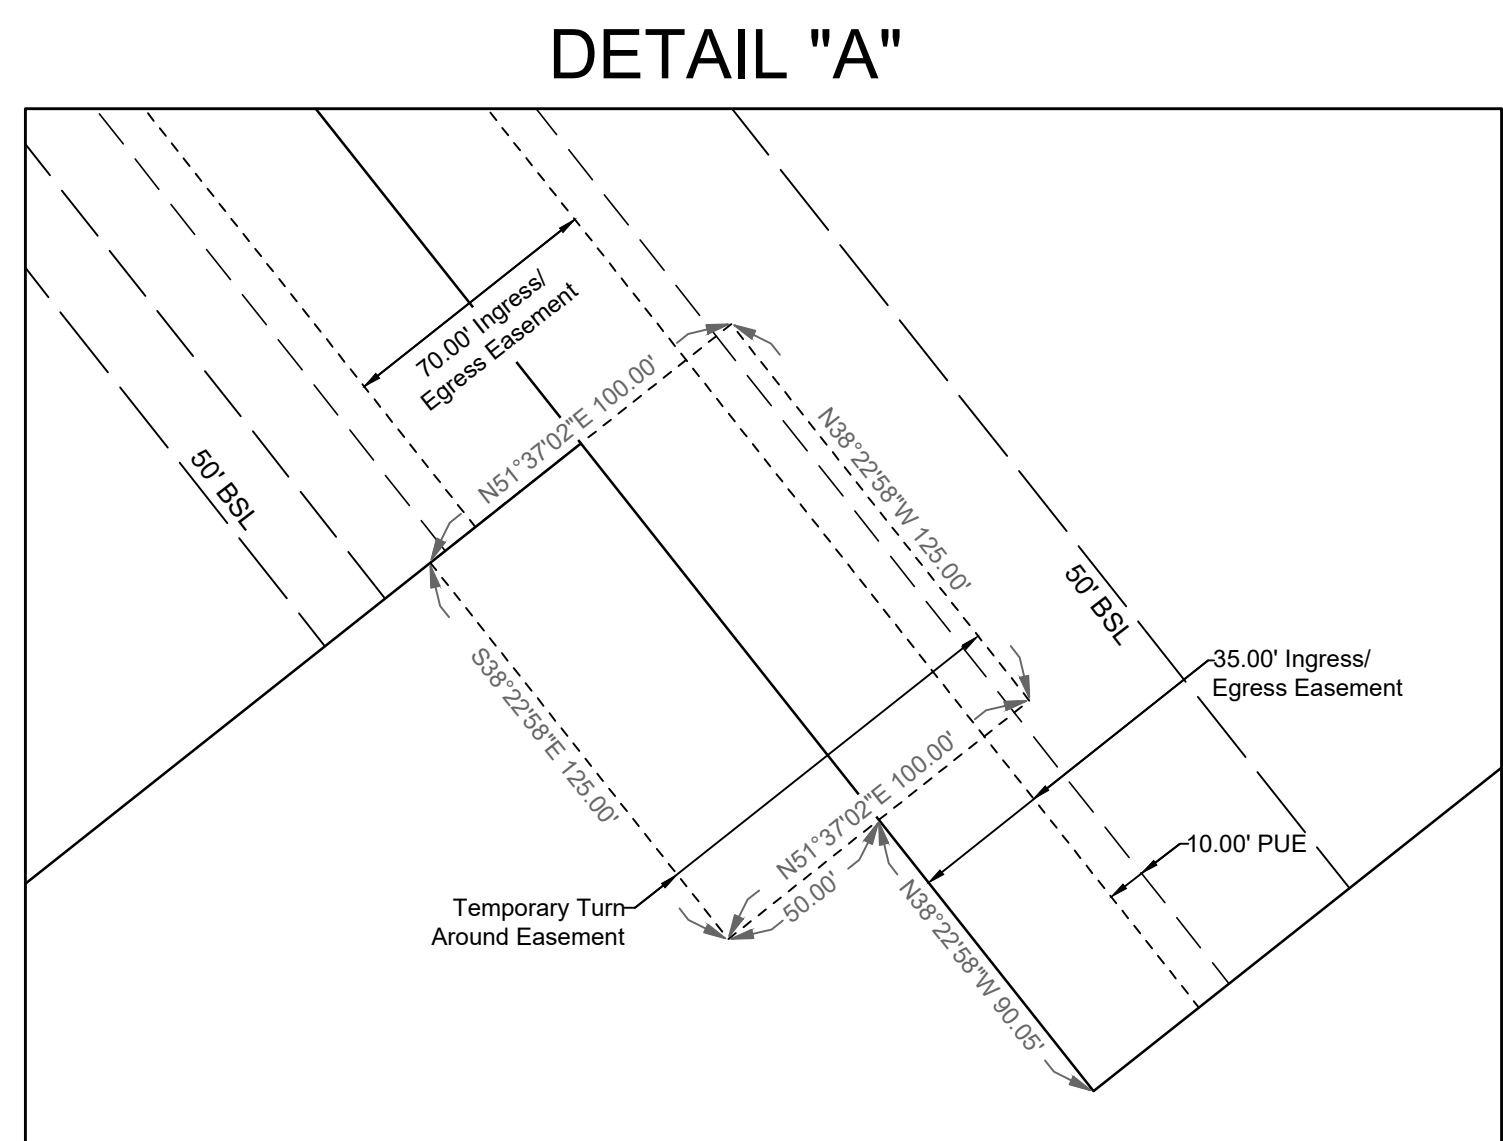 DETAIL "A"
70.00' Ingress/
Egress Easement
N51°37'02"E 100.00'
N38°22'58"W 125.00'
50' BSL
50' BSL
35.00' Ingress/
Egress Easement
S38°22'58"E 125.00'
N51°37'02"E 100.00'
50.00'
10.00' PUE
Temporary Turn
Around Easement
N38°22'58"W 90.05'